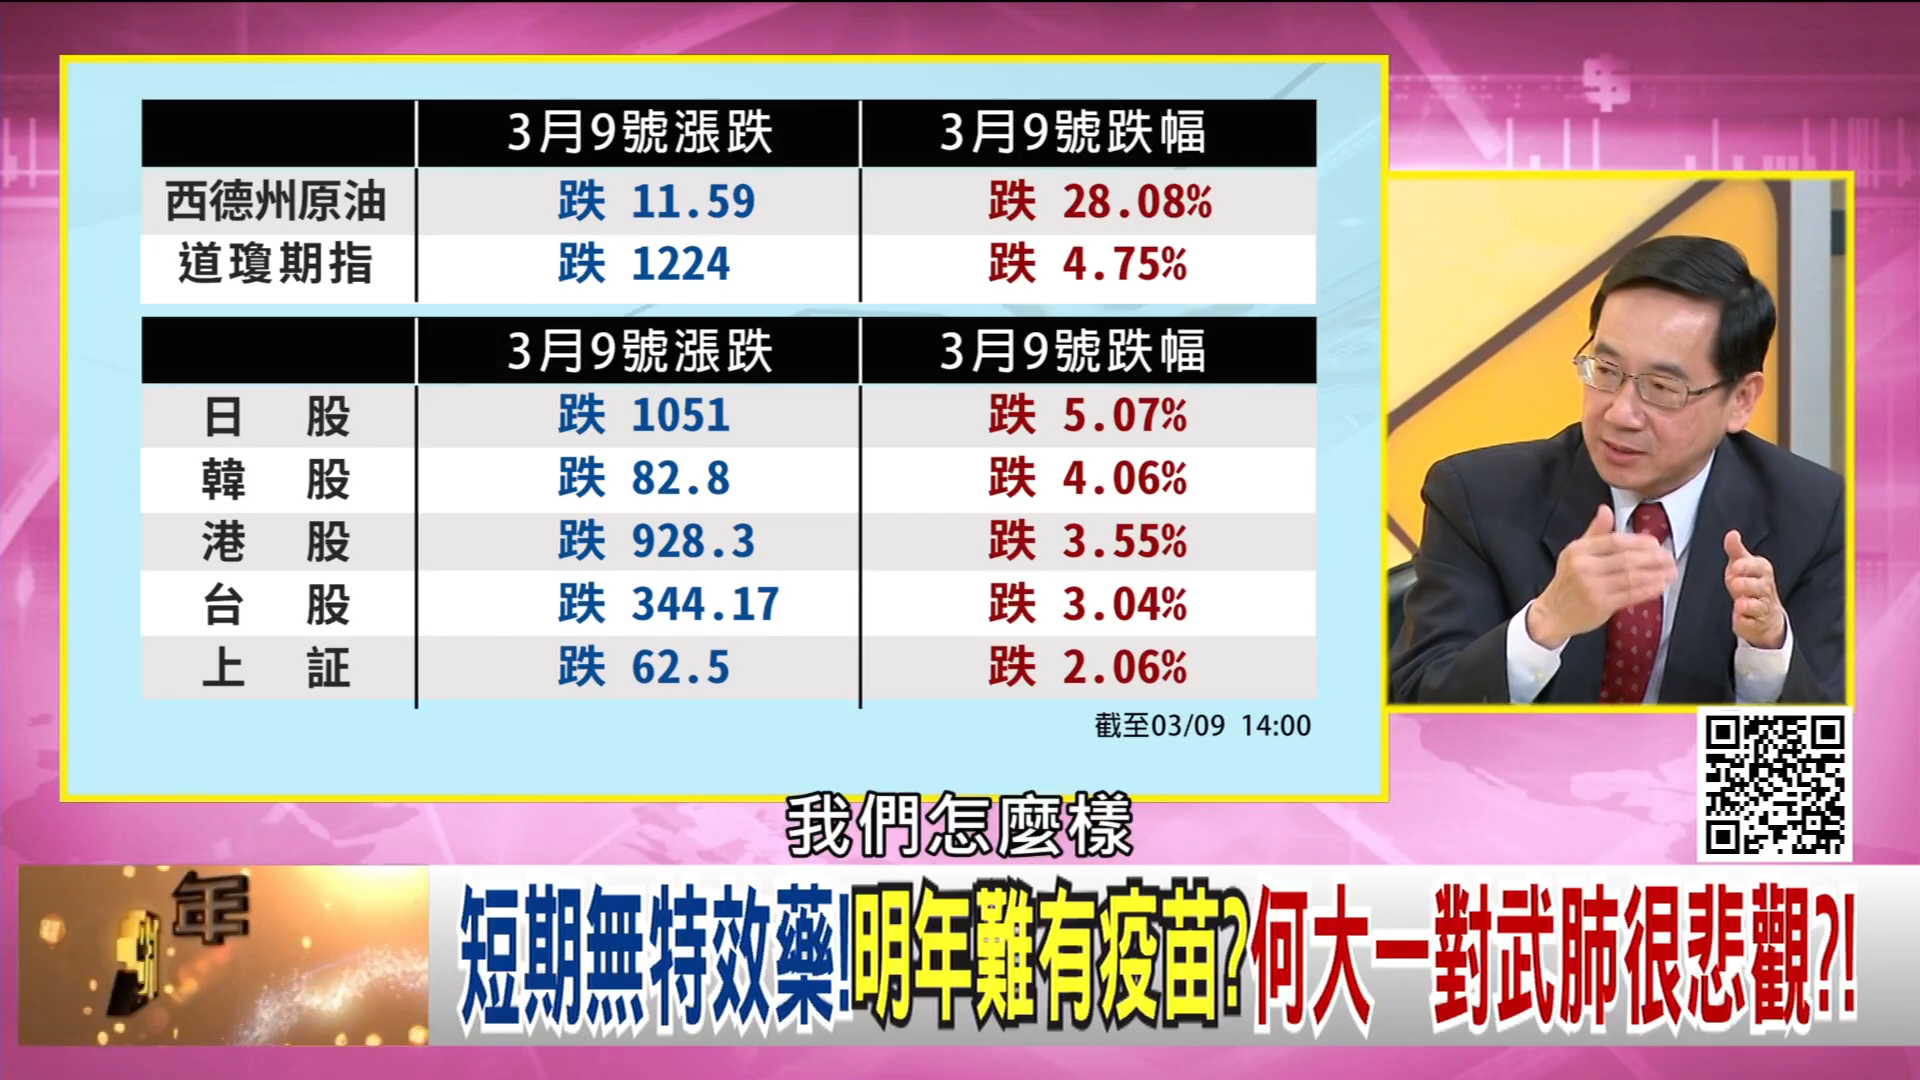 3月9號漲跌 3月9號跌幅
西德州原油 跌 11.59 跌 28.08%
道瓊期指 跌 1224 跌 4.75%
3月9號漲跌 3月9號跌幅
日股 跌 1051 跌 5.07%
韓股 跌 82.8 跌 4.06%
港股 跌 928.3 跌 3.55%
台股 跌 344.17 跌 3.04%
上証 跌 62.5 跌 2.06%
截至03/09 14:00
我們怎麼樣
年
短期無特效藥!明年難有疫苗?何大一對武肺很悲觀?!